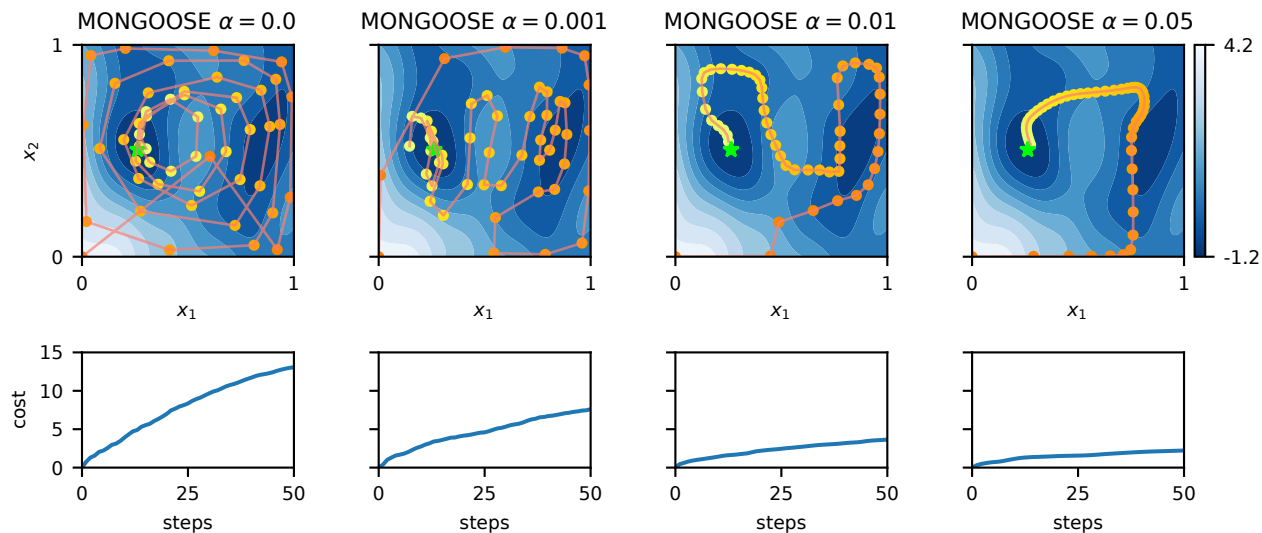 MONGOOSE α = 0.0
MONGOOSE α = 0.001
MONGOOSE α = 0.01
MONGOOSE α = 0.05
1
x₂
0
0
1
0
1
0
1
0
1
x₁
x₁
x₁
x₁
4.2
-1.2
15
10
5
0
cost
0 25 50
0 25 50
0 25 50
0 25 50
steps
steps
steps
steps